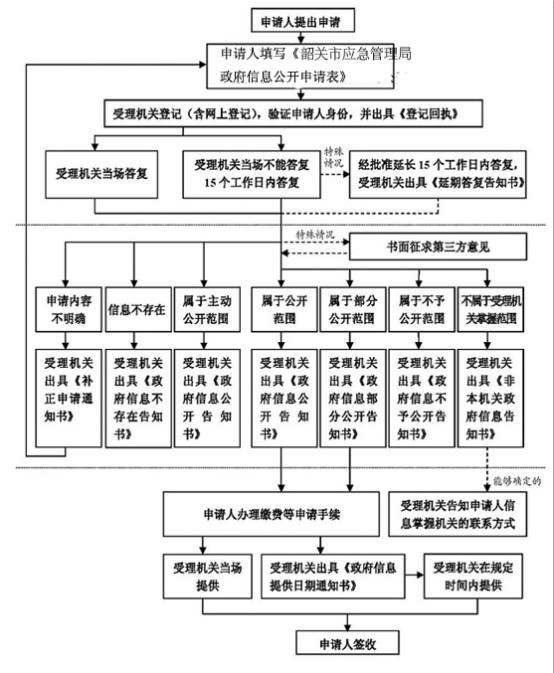 申请人提出申请
申请人填写《韶关市应急管理局
政府信息公开申请表》
受理机关登记（含网上登记），验证申请人身份，并出具《登记回执》
受理机关当场答复
受理机关当场不能答复
15个工作日内答复
特殊
情况
经批准延长15个工作日内答复，
受理机关出具《延期答复告知书》
特殊情况
书面征求第三方意见
申请内容
不明确
信息不存在
属于主动
公开范围
属于公开
范围
属于部分
公开范围
属于不予
公开范围
不属于受理机
关掌握范围
受理机关
出具《补
正申请通
知书》
受理机关
出具《政
府信息不
存在告知
书》
受理机关
出具《政
府信息公
开告知
书》
受理机关
出具《政
府信息公
开告知
书》
受理机关
出具《政
府信息部
分公开告
知书》
受理机关
出具《政
府信息不
予公开告
知书》
受理机关
出具《非
本机关政
府信息告
知书》
能够确定的
申请人办理缴费等申请手续
受理机关告知申请人信
息掌握机关的联系方式
受理机关当场
提供
受理机关出具《政府信息
提供日期通知书》
受理机关在规定
时间内提供
申请人签收